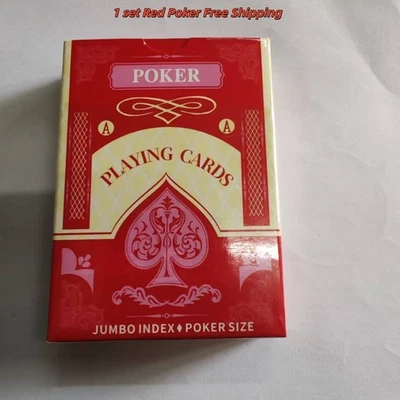 1 set Red Poker Free Shipping
POKER
A A
PLAYING CARDS
JUMBO INDEX♦POKER SIZE